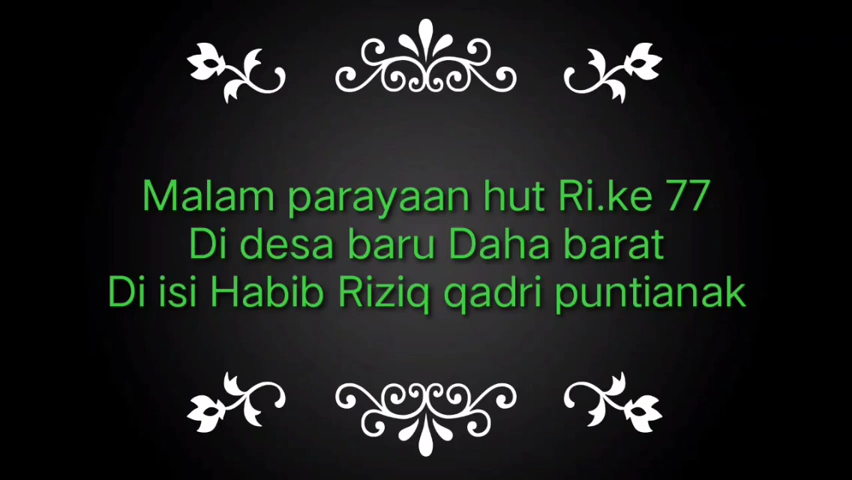 Malam parayaan hut Ri.ke 77
Di desa baru Daha barat
Di isi Habib Riziq qadri puntianak